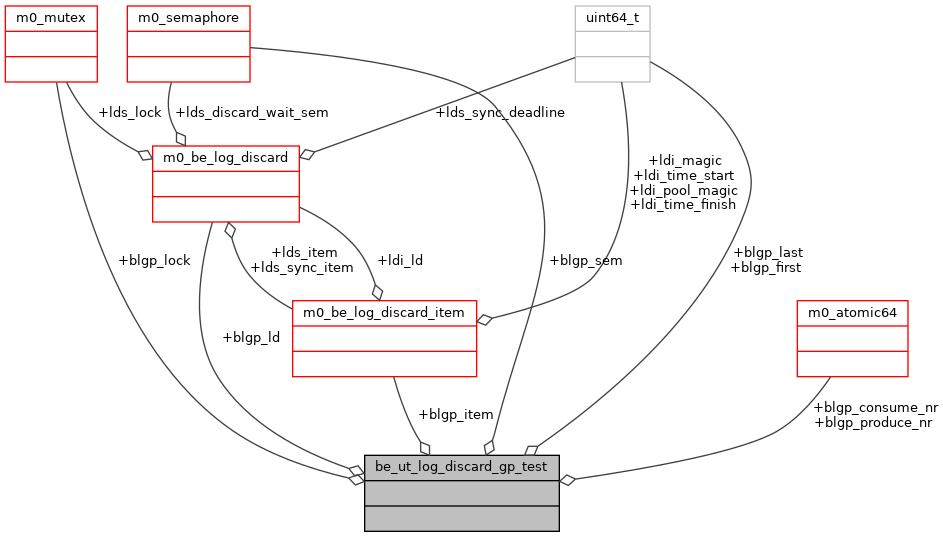 m0_mutex
m0_semaphore
uint64_t
+lds_lock
+lds_discard_wait_sem
+lds_sync_deadline
m0_be_log_discard
+ldi_magic
+ldi_time_start
+ldi_pool_magic
+ldi_time_finish
+blgp_lock
+lds_item
+lds_sync_item
+ldi_ld
+blgp_sem
+blgp_last
+blgp_first
m0_be_log_discard_item
m0_atomic64
+blgp_ld
+blgp_item
+blgp_consume_nr
+blgp_produce_nr
be_ut_log_discard_gp_test